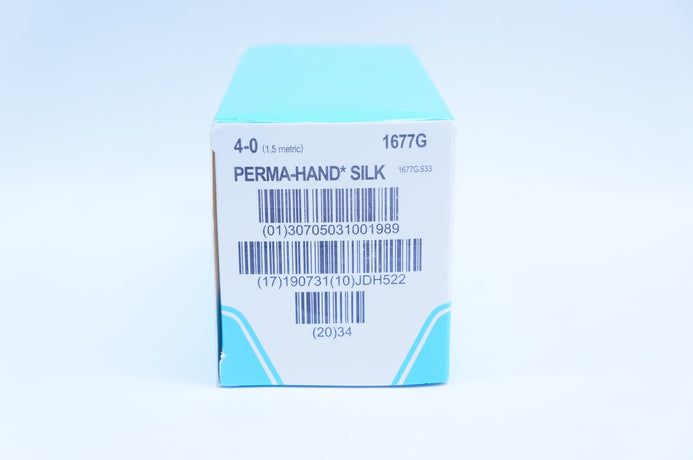 4-0 (1.5 metric) 1677G
PERMA-HAND* SILK 1677G.S33
(01)30705031001989
(17)190731(10)JDH522
(20)34